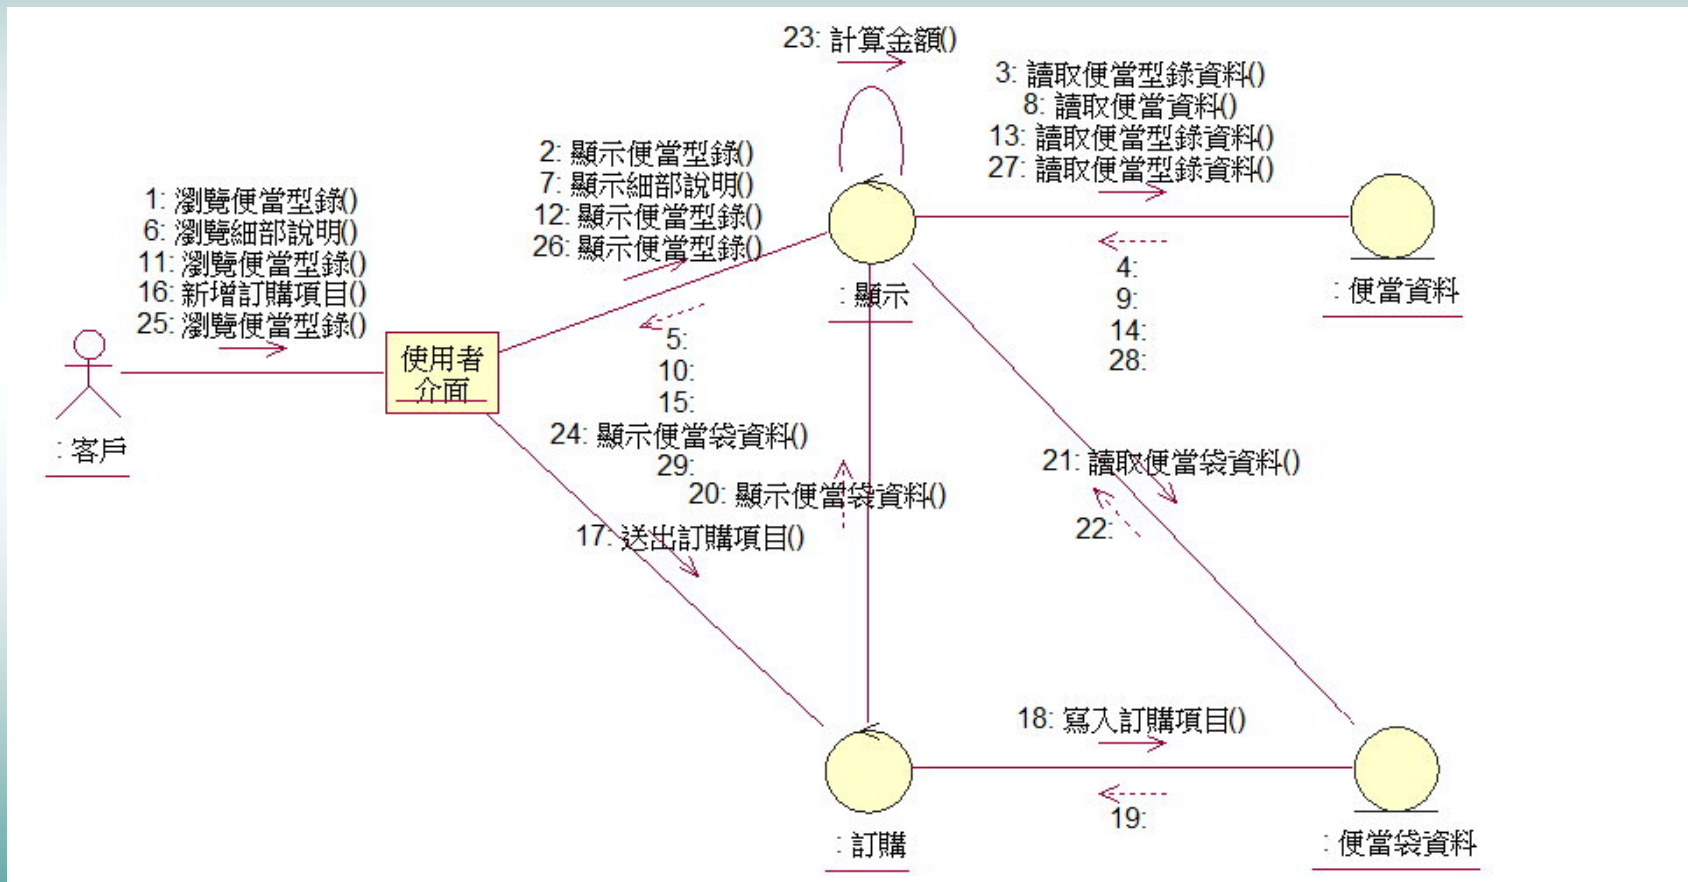 23: 計算金額()
3: 讀取便當型錄資料()
8: 讀取便當資料()
13: 讀取便當型錄資料()
27: 讀取便當型錄資料()
2: 顯示便當型錄()
7: 顯示細部說明()
12: 顯示便當型錄()
26: 顯示便當型錄()
1: 瀏覽便當型錄()
6: 瀏覽細部說明()
11: 瀏覽便當型錄()
16: 新增訂購項目()
25: 瀏覽便當型錄()
4:
9:
14:
28:
: 顯示
: 便當資料
使用者
介面
: 客戶
5:
10:
15:
24: 顯示便當袋資料()
29:
20: 顯示便當袋資料()
17: 送出訂購項目()
21: 讀取便當袋資料()
22:
18: 寫入訂購項目()
19:
: 訂購
: 便當袋資料